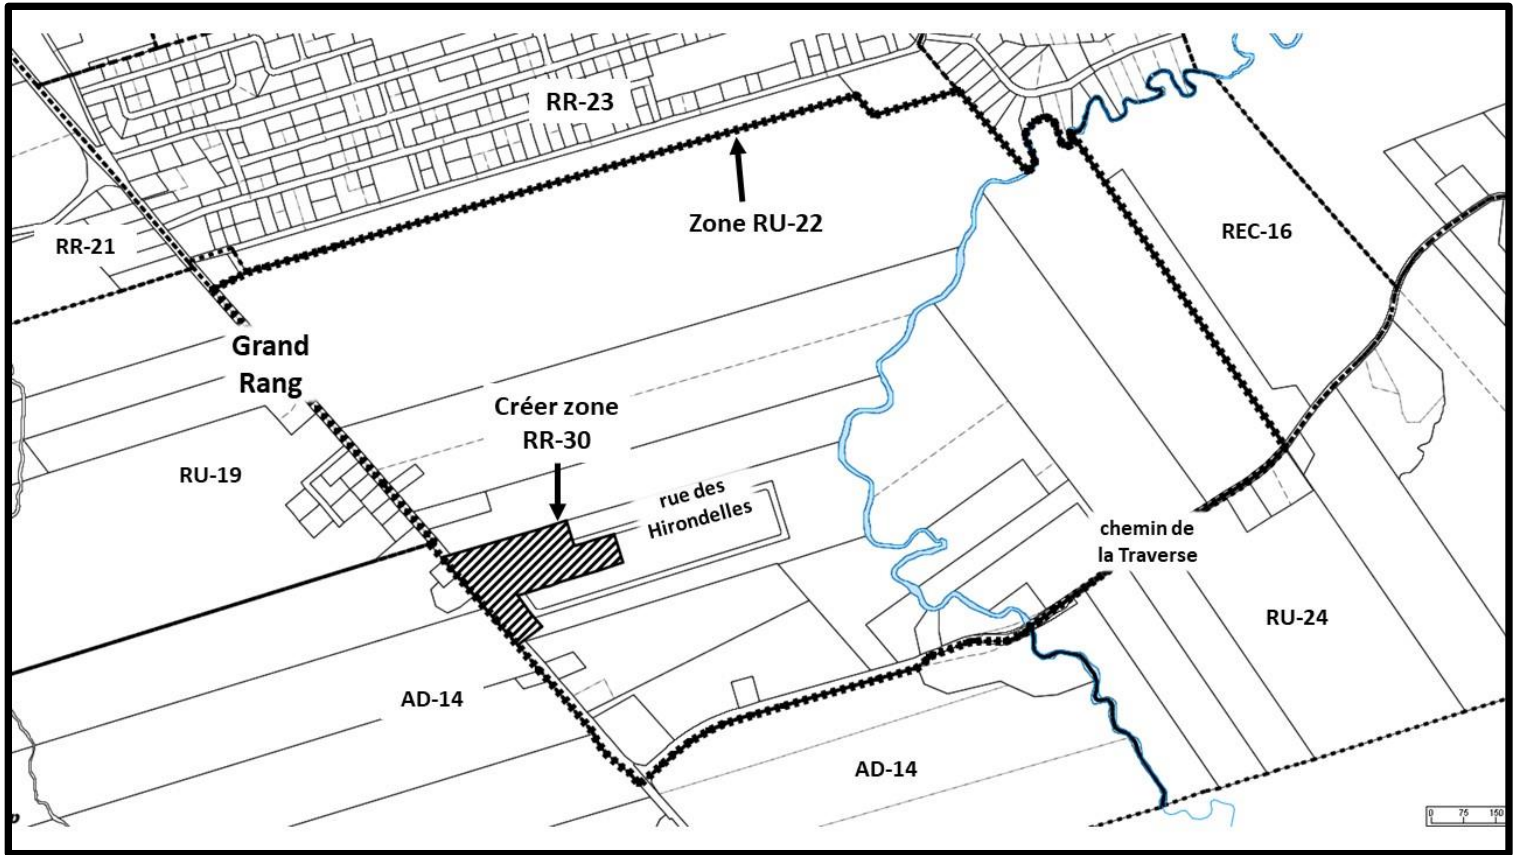 RR-23
Zone RU-22
RR-21
REC-16
Grand
Rang
Créer zone
RR-30
RU-19
rue des
Hirondelles
chemin de
la Traverse
RU-24
AD-14
AD-14
0 75 150